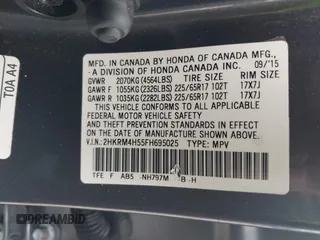 MFD. IN CANADA BY HONDA OF CANADA MFG.,
- A DIVISION OF HONDA CANADA INC. 09/'15
GVWR 2070KG (4564LBS) TIRE SIZE RIM SIZE
GAWR F 1055KG (2326LBS) 225/65R17 102T 17X7J
GAWR R 1035KG (2282LBS) 225/65R17 102T 17X7J
THIS VEHICLE CONFORMS TO ALL APPLICABLE
FEDERAL MOTOR VEHICLE SAFETY
AND THEFT PREVENTION STANDARDS IN EFFECT ON
THE DATE OF MANUFACTURE SHOWN ABOVE.
V.I.N: 2HKRM4H55FH695025 TYPE: MPV
TFE F AB5 NH797M -B -H
T0A A4